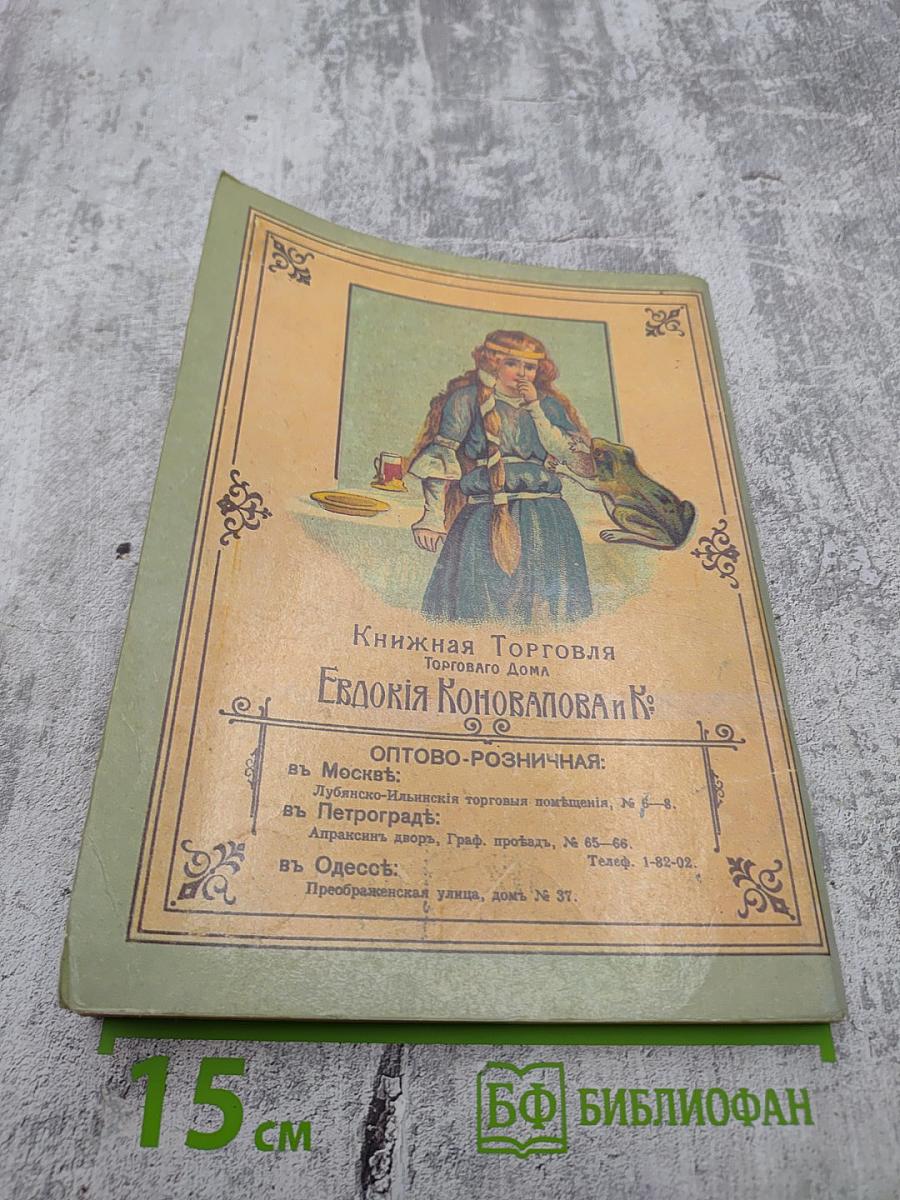 Книжная Торговля
Торговаго Дома
Евдокія Коновалова и Ко
ОПТОВО-РОЗНИЧНАЯ:
въ Москвѣ:
Лубянско-Ильинскія торговыя помѣщенія, № 6—8.
въ Петроградѣ:
Апраксинъ дворъ, Граф. проѣздъ, № 65—66.
Телеф. 1-82-02.
въ Одессѣ:
Преображенская улица, домъ № 37.
15 см
БФ БИБЛИОФАН